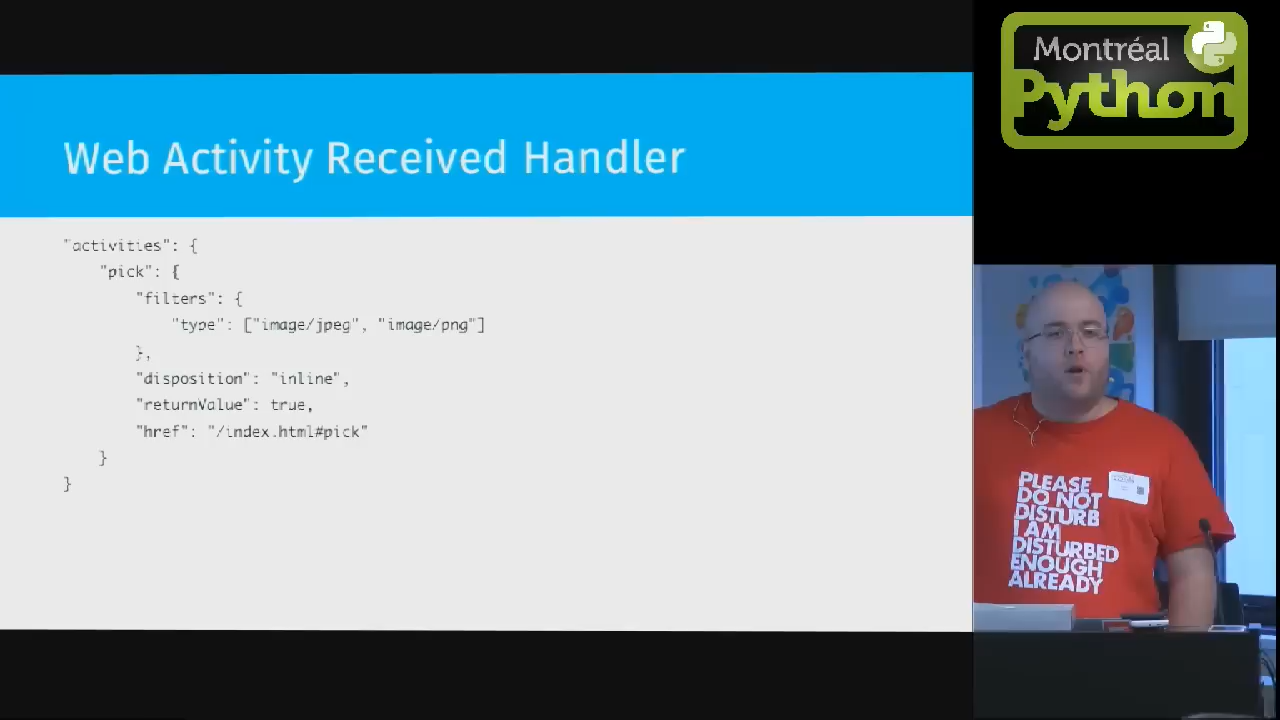 Web Activity Received Handler
"activities": {
"pick": {
"filters": {
"type": ["image/jpeg", "image/png"]
},
"disposition": "inline",
"returnValue": true,
"href": "/index.html#pick"
}
}
Montréal
Python
PLEASE
DO NOT
DISTURB
I AM
DISTURBED
ENOUGH
ALREADY